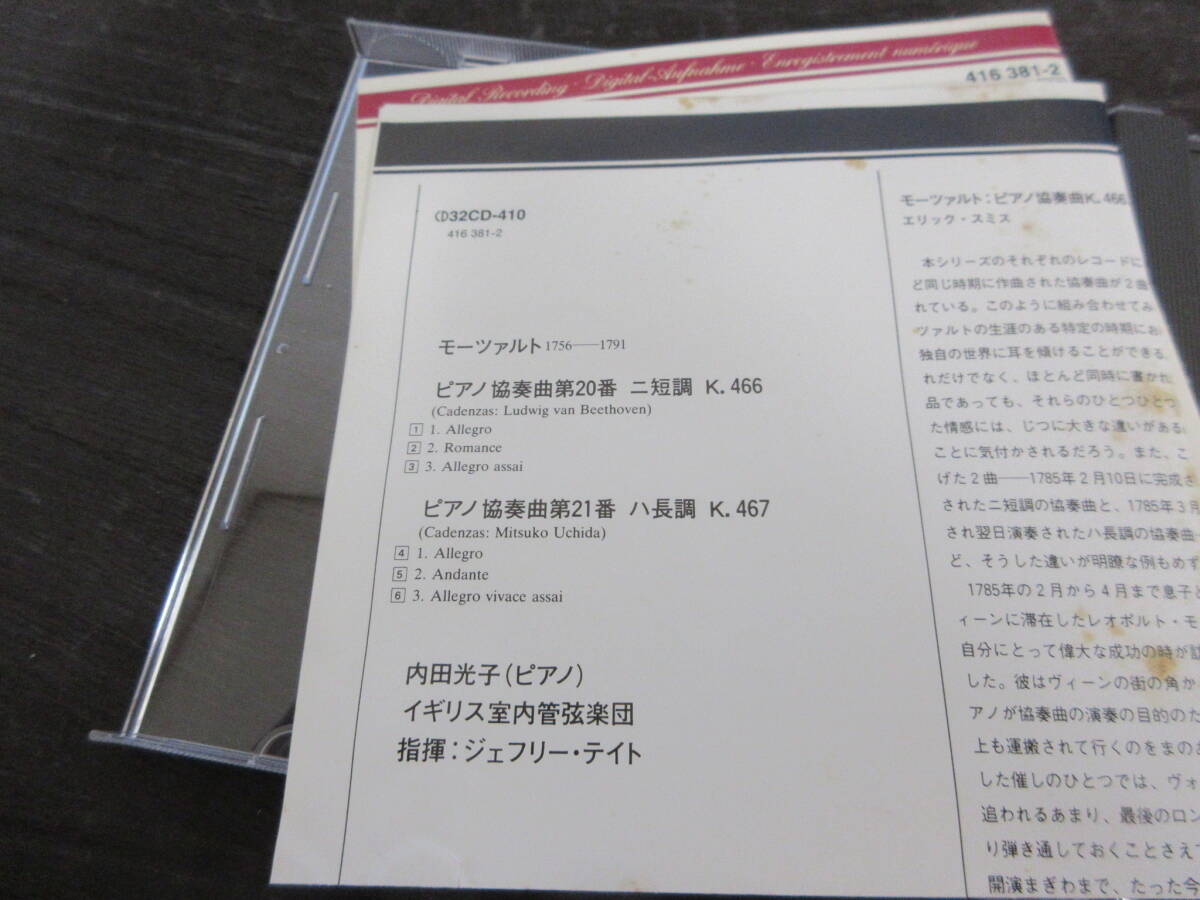 Digital Recording · Digital-Aufnahme · Enregistrement numérique
416 381-2
32CD-410
416 381-2
モーツァルト 1756——1791
ピアノ協奏曲第20番 ニ短調 K. 466
(Cadenzas: Ludwig van Beethoven)
1 1. Allegro
2 2. Romance
3 3. Allegro assai
ピアノ協奏曲第21番 ハ長調 K. 467
(Cadenzas: Mitsuko Uchida)
4 1. Allegro
5 2. Andante
6 3. Allegro vivace assai
内田光子(ピアノ)
イギリス室内管弦楽団
指揮:ジェフリー・テイト
モーツァルト:ピアノ協奏曲K. 466
エリック・スミス
本シリーズのそれぞれのレコードに
ど同じ時期に作曲された協奏曲が2曲
れている。このように組み合わせてみ
ツァルトの生涯のある特定の時期にお
独自の世界に耳を傾けることができる。
れだけでなく、ほとんど同時に書かれ
品であっても、それらのひとつひとつ
た情感には、じつに大きな違いがある
ことに気付かされるだろう。また、こ
げた2曲——1785年2月10日に完成さ
されたニ短調の協奏曲と、1785年3月
され翌日演奏されたハ長調の協奏曲
ど、そうした違いが明瞭な例もめず
1785年の2月から4月まで息子と
ィーンに滞在したレオポルト・モ
自分にとって偉大な成功の時が訪
した。彼はヴィーンの街の角か
アノが協奏曲の演奏の目的のた
上も運搬されて行くのをまのあ
した催しのひとつでは、ヴォ
追われるあまり、最後のロン
り弾き通しておくことさえ
開演まぎわまで、たった今